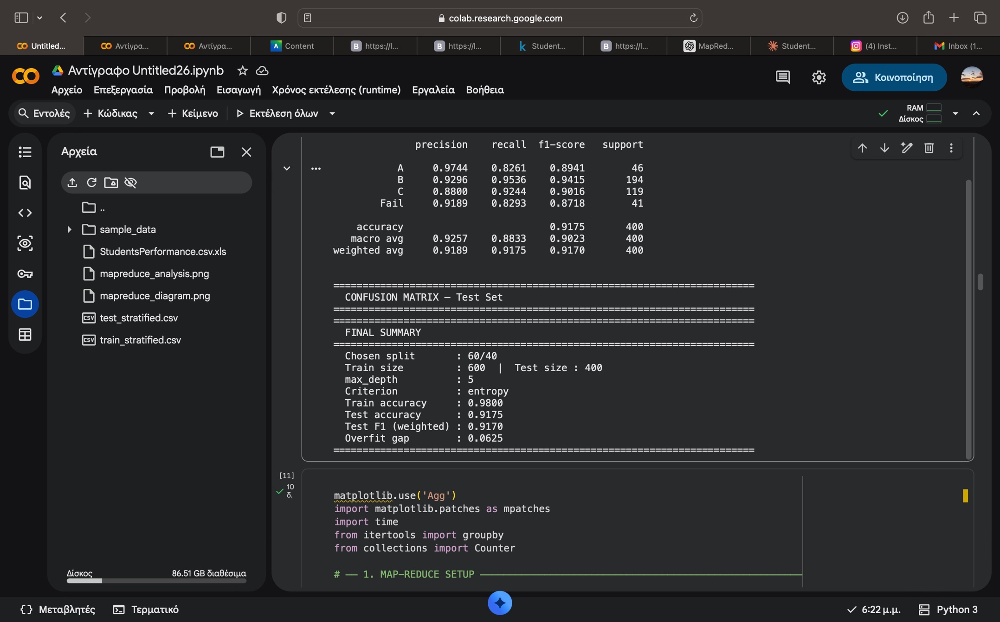 colab.research.google.com
Untitled...
Αντίγρα...
Αντίγρα...
Content
https://l...
https://l...
Student...
https://l...
MapRed...
Student...
(4) Inst...
Inbox (1...
Αντίγραφο Untitled26.ipynb
Αρχείο Επεξεργασία Προβολή Εισαγωγή Χρόνος εκτέλεσης (runtime) Εργαλεία Βοήθεια
Κοινοποίηση
Εντολές + Κώδικας + Κείμενο Εκτέλεση όλων
RAM
Δίσκος
Αρχεία
..
sample_data
StudentsPerformance.csv.xls
mapreduce_analysis.png
mapreduce_diagram.png
test_stratified.csv
train_stratified.csv
Δίσκος 86.51 GB διαθέσιμα
precision recall f1-score support
A 0.9744 0.8261 0.8941 46
B 0.9296 0.9536 0.9415 194
C 0.8800 0.9244 0.9016 119
Fail 0.9189 0.8293 0.8718 41
accuracy 0.9175 400
macro avg 0.9257 0.8833 0.9023 400
weighted avg 0.9189 0.9175 0.9170 400
========================================================================
CONFUSION MATRIX — Test Set
========================================================================
========================================================================
FINAL SUMMARY
========================================================================
Chosen split : 60/40
Train size : 600 | Test size : 400
max_depth : 5
Criterion : entropy
Train accuracy : 0.9800
Test accuracy : 0.9175
Test F1 (weighted) : 0.9170
Overfit gap : 0.0625
========================================================================
[11]
10
δ.
matplotlib.use('Agg')
import matplotlib.patches as mpatches
import time
from itertools import groupby
from collections import Counter
# —— 1. MAP-REDUCE SETUP ——————————
{} Μεταβλητές Τερματικό
6:22 μ.μ. Python 3